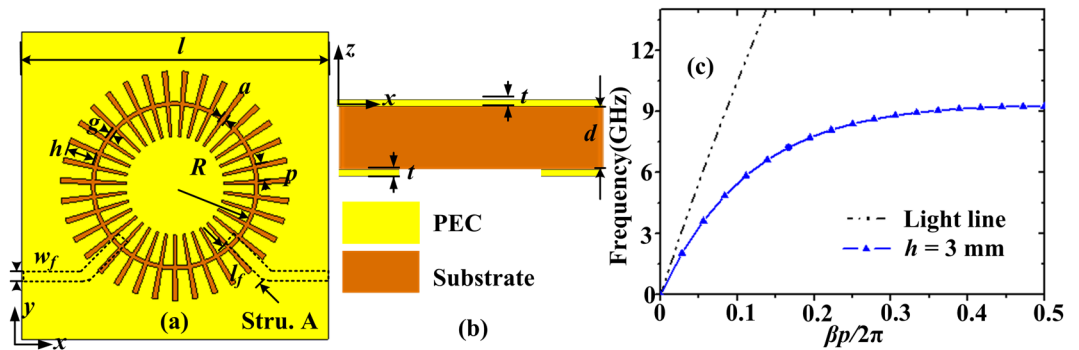 l
a
g
h
R
p
w_f
l_f
y
x
(a)
Stru. A
z
x
t
d
t
PEC
Substrate
(b)
Frequency(GHz)
12
9
6
3
0
(c)
Light line
h = 3 mm
0 0.1 0.2 0.3 0.4 0.5
βp/2π